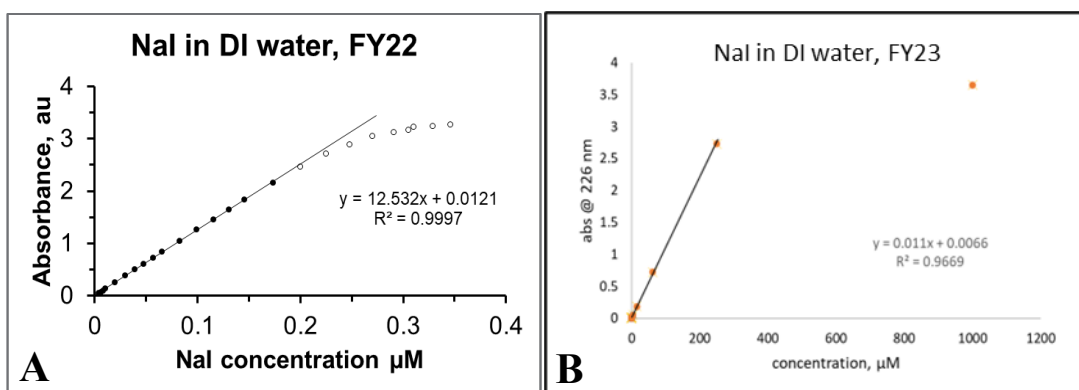 NaI in DI water, FY22
4
3
2
1
0
Absorbance, au
y = 12.532x + 0.0121
R² = 0.9997
0
0.1
0.2
0.3
0.4
NaI concentration µM
A
NaI in DI water, FY23
4
3.5
3
2.5
2
1.5
1
0.5
0
abs @ 226 nm
y = 0.011x + 0.0066
R² = 0.9669
0
200
400
600
800
1000
1200
concentration, µM
B